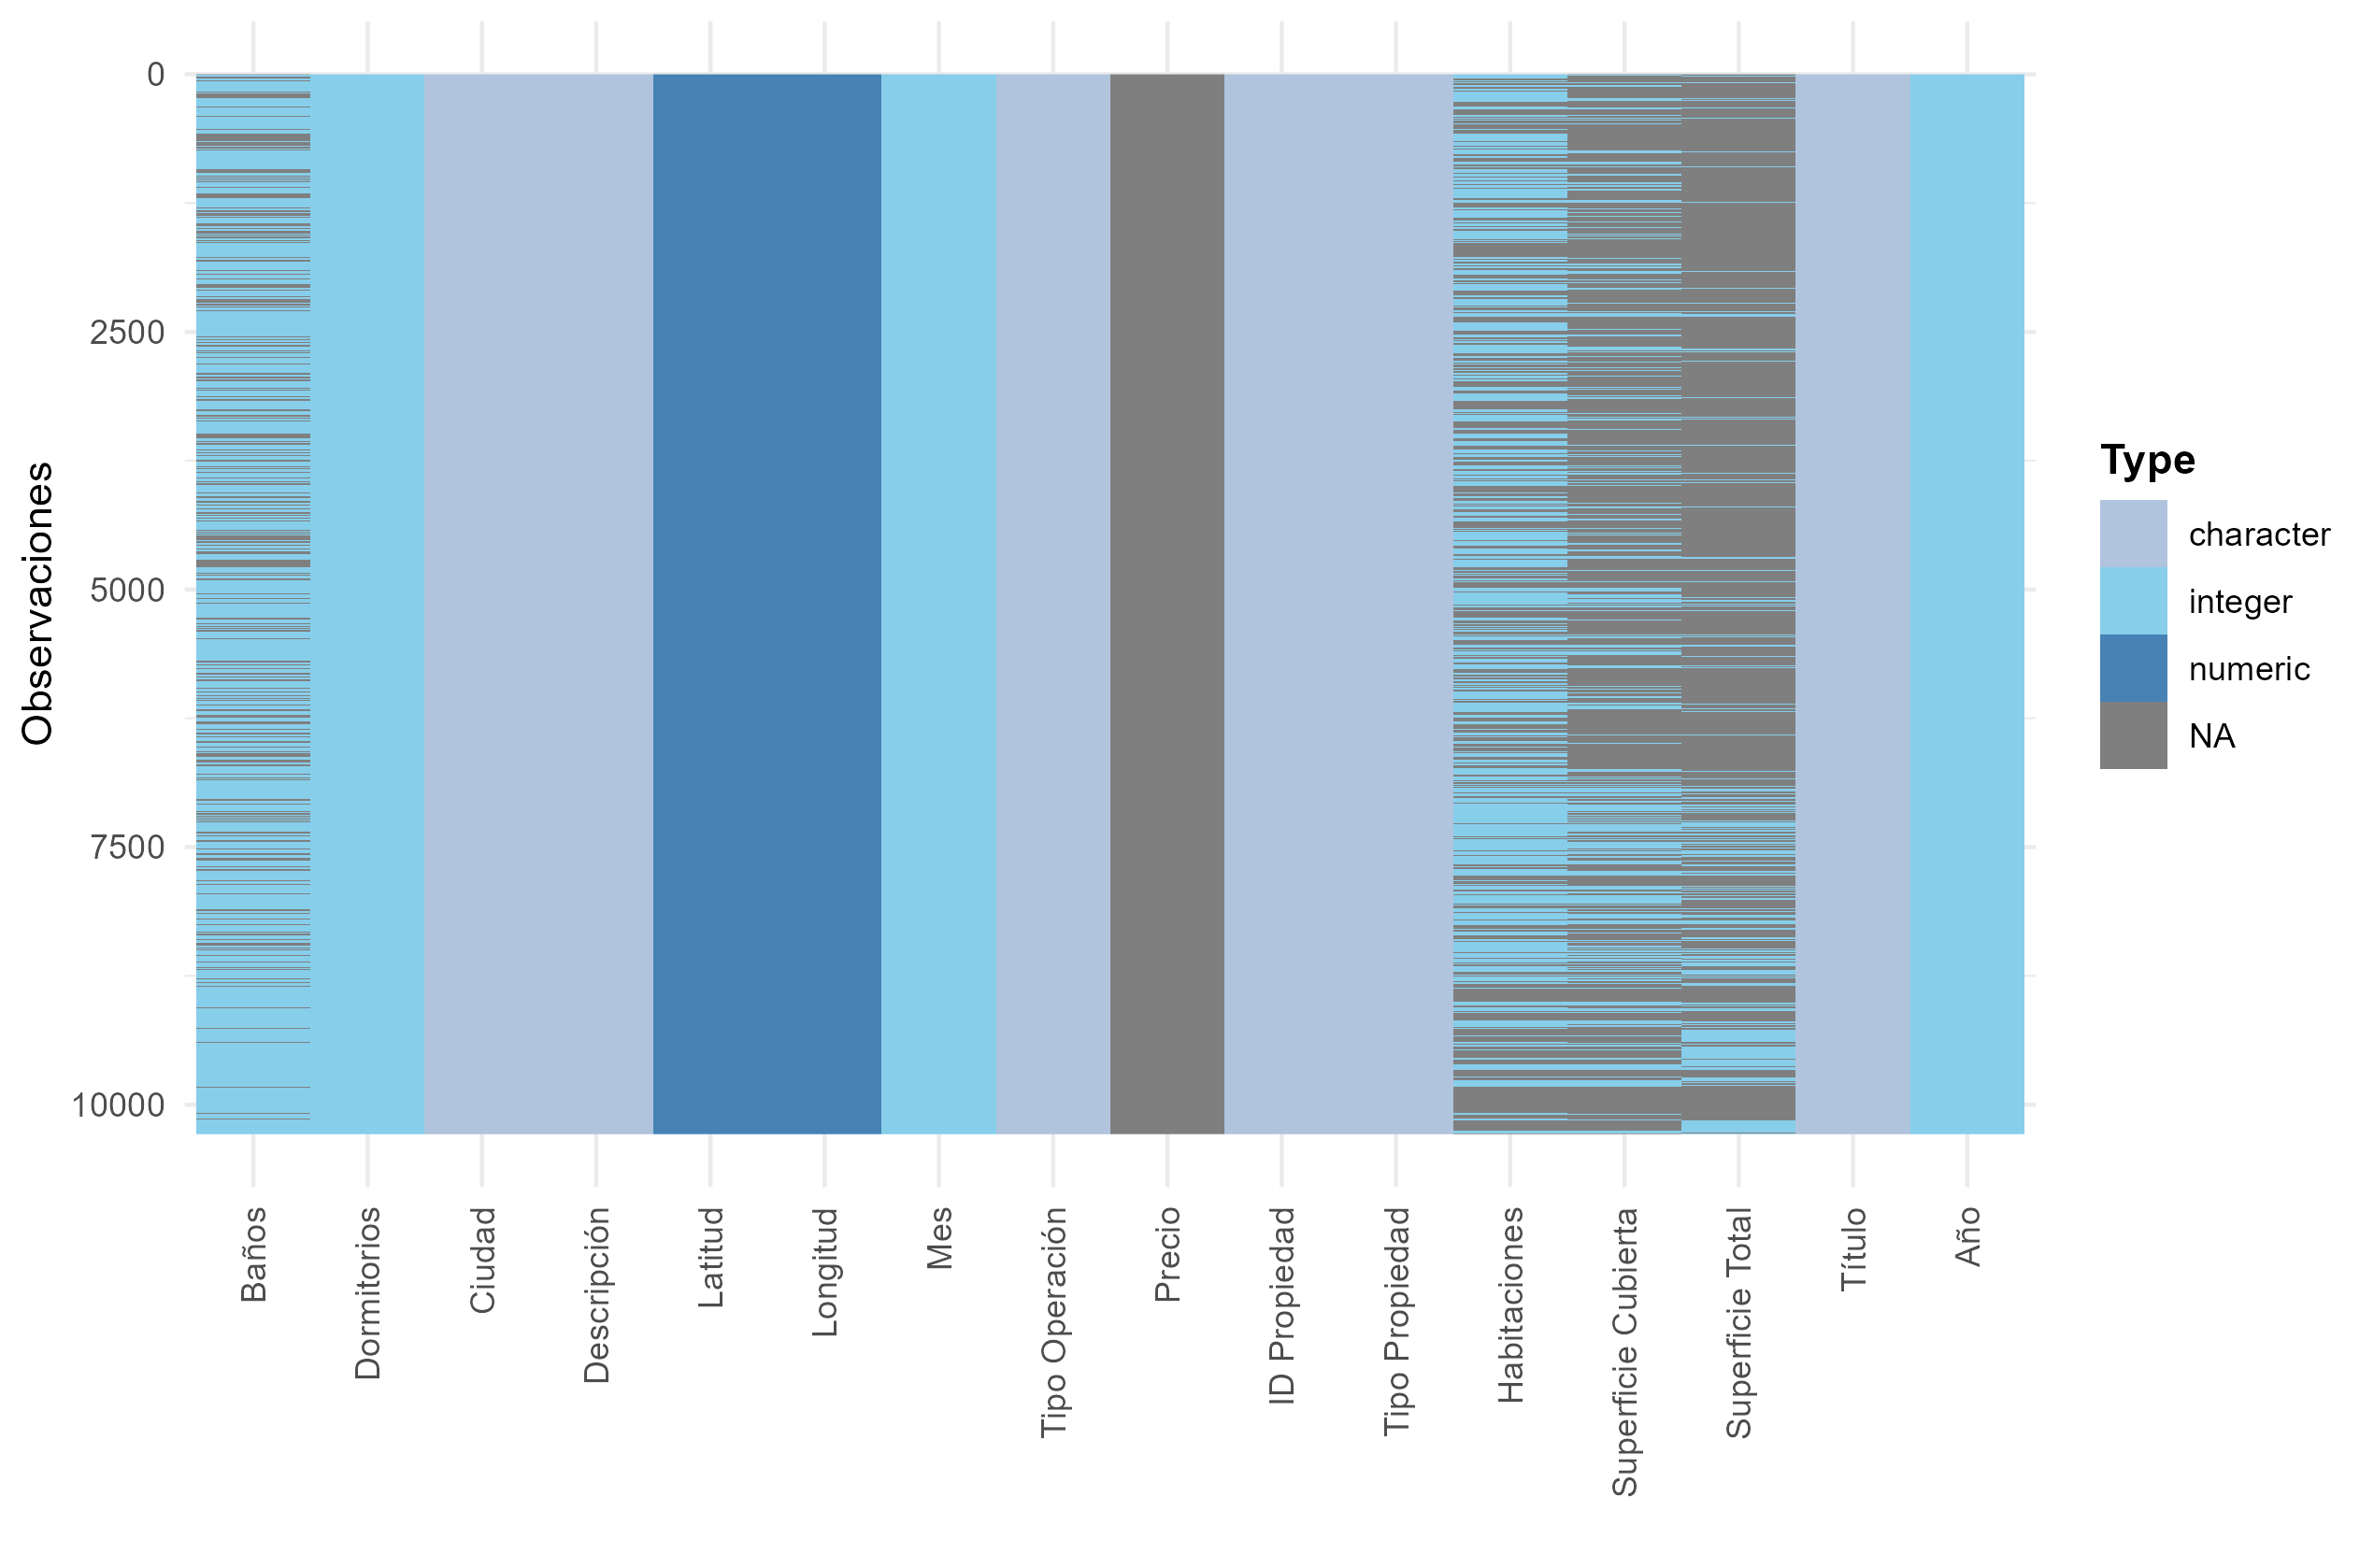 Observaciones
0
2500
5000
7500
10000
Baños
Dormitorios
Ciudad
Descripción
Latitud
Longitud
Mes
Tipo Operación
Precio
ID Propiedad
Tipo Propiedad
Habitaciones
Superficie Cubierta
Superficie Total
Título
Año
Type
character
integer
numeric
NA